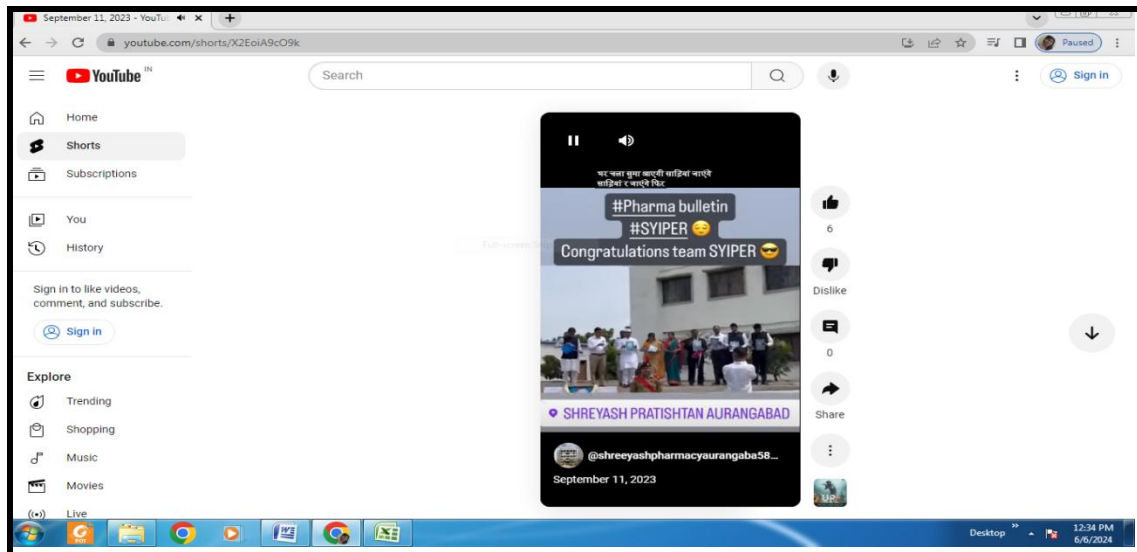 September 11, 2023 - YouTu
youtube.com/shorts/X2EoiA9cO9k
Paused
YouTube IN
Search
Sign in
Home
Shorts
Subscriptions
You
History
Sign in to like videos,
comment, and subscribe.
Sign in
Explore
Trending
Shopping
Music
Movies
Live
साड़ियां जाएंगे
साड़ियां र जाएंगे फिर
#Pharma bulletin
#SYIPER 😌
Congratulations team SYIPER 😎
SHREYASH PRATISHTAN AURANGABAD
@shreeyashpharmacyaurangaba58...
September 11, 2023
6
Dislike
0
Share
UP
Desktop
12:34 PM
6/6/2024